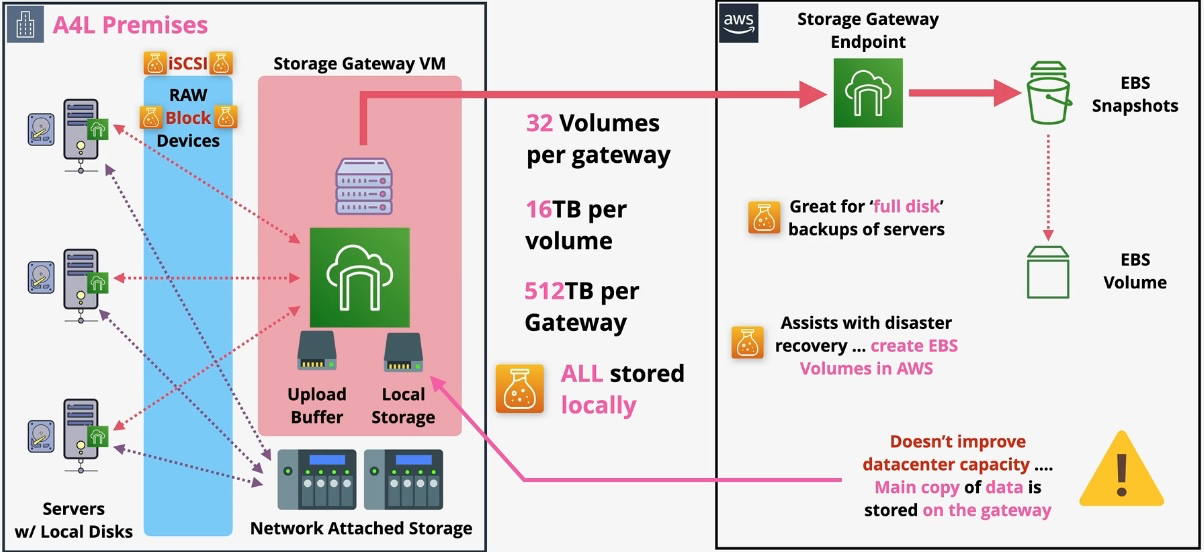 A4L Premises
iSCSI
RAW
Block
Devices
Storage Gateway VM
Upload
Buffer
Local
Storage
Servers
w/ Local Disks
Network Attached Storage
32 Volumes
per gateway
16TB per
volume
512TB per
Gateway
ALL stored
locally
aws
Storage Gateway
Endpoint
EBS
Snapshots
Great for ‘full disk’
backups of servers
EBS
Volume
Assists with disaster
recovery ... create EBS
Volumes in AWS
Doesn’t improve
datacenter capacity ....
Main copy of data is
stored on the gateway